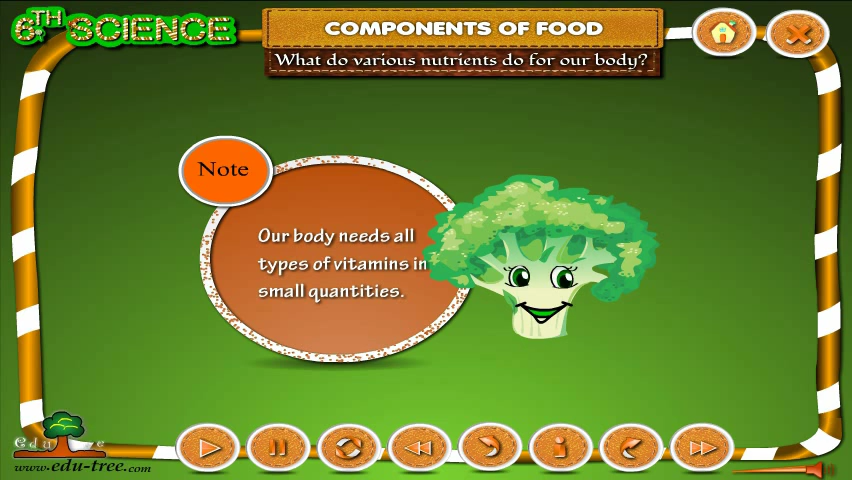 6TH SCIENCE
COMPONENTS OF FOOD
What do various nutrients do for our body?
Note
Our body needs all
types of vitamins in
small quantities.
www.edu-tree.com